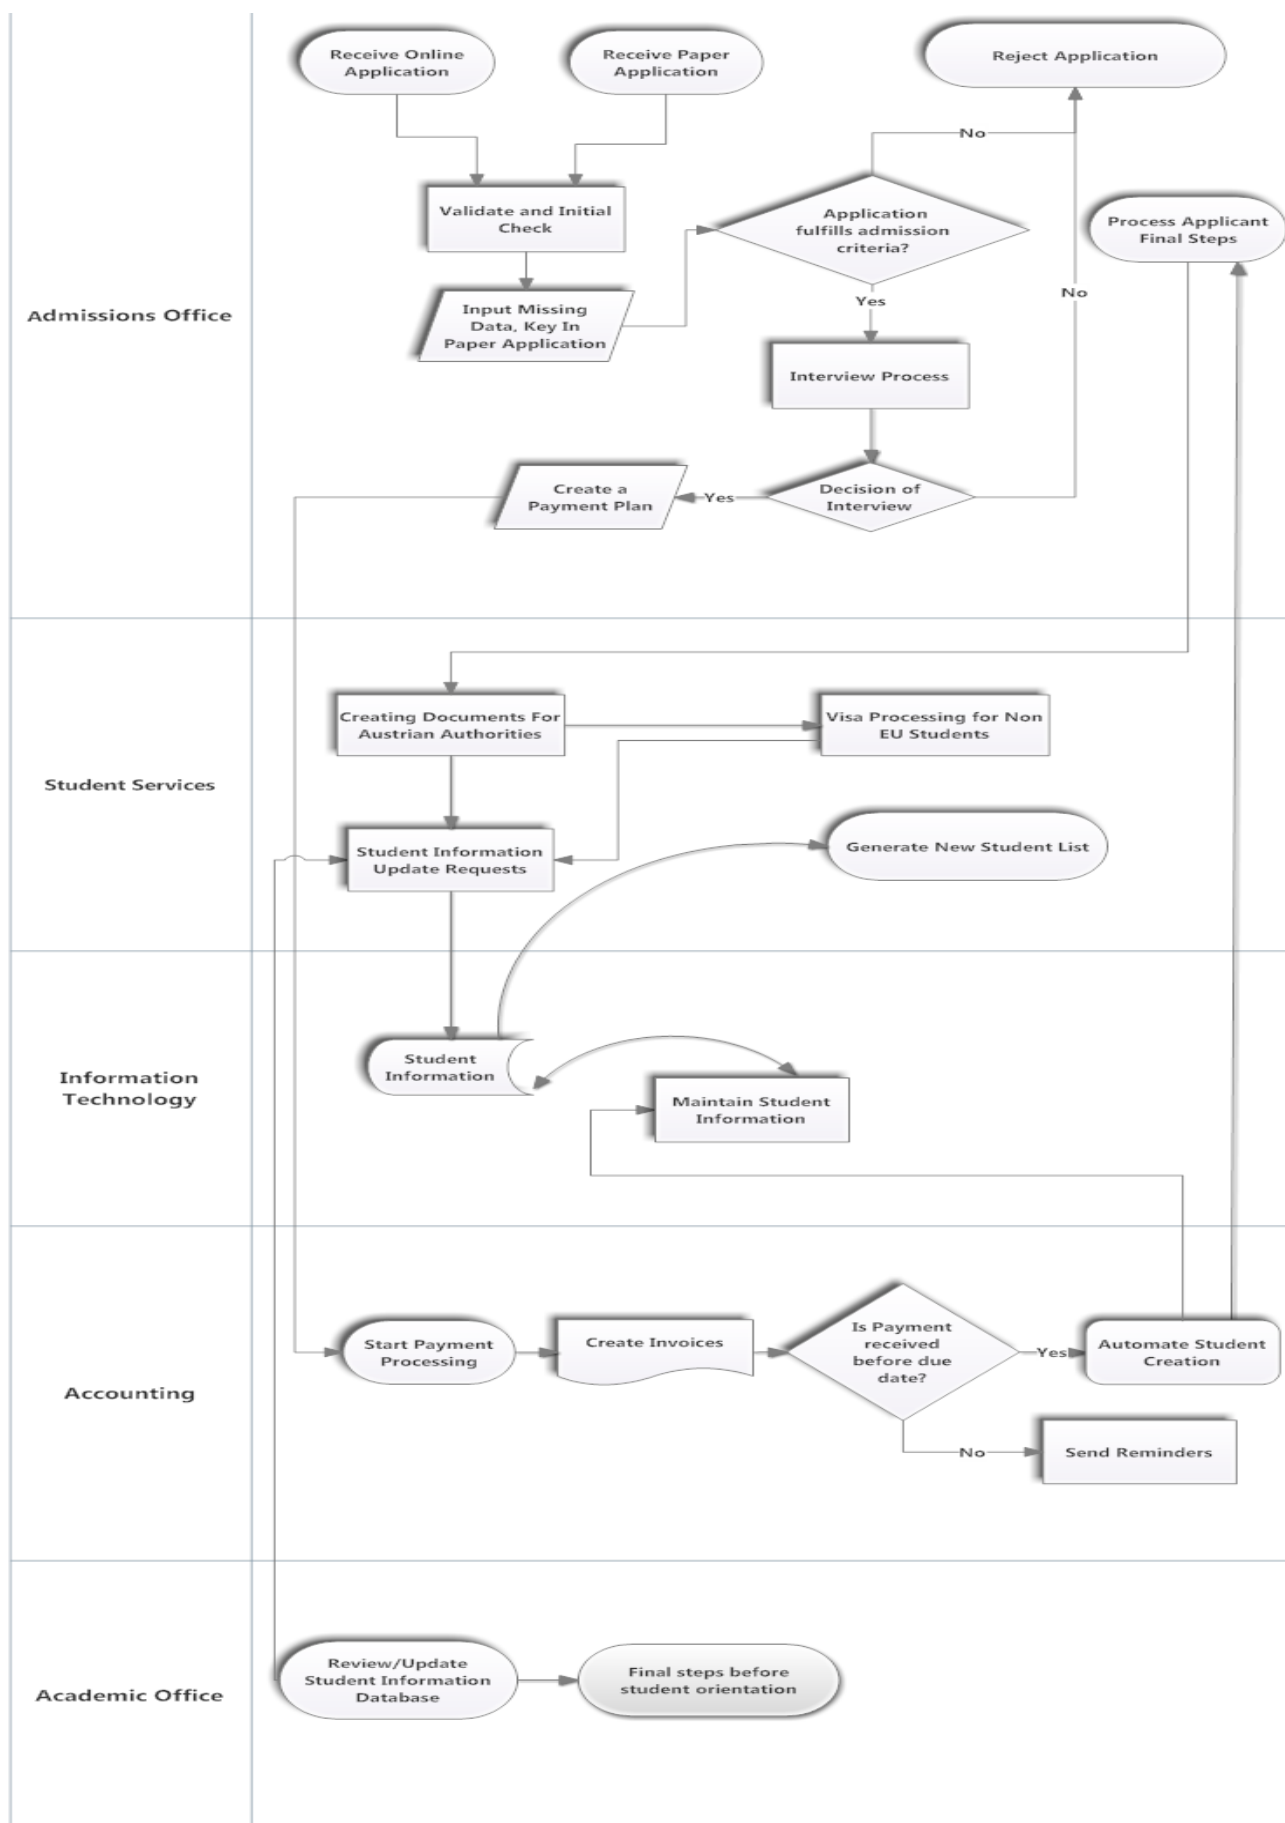 Receive Online
Application
Receive Paper
Application
Reject Application
No
Validate and Initial
Check
Application
fulfills admission
criteria?
Process Applicant
Final Steps
Yes
No
Admissions Office
Input Missing
Data, Key In
Paper Application
Interview Process
Create a
Payment Plan
Yes
Decision of
Interview
Creating Documents For
Austrian Authorities
Visa Processing for Non
EU Students
Student Services
Student Information
Update Requests
Generate New Student List
Information
Technology
Student
Information
Maintain Student
Information
Accounting
Start Payment
Processing
Create Invoices
Is Payment
received
before due
date?
Yes
Automate Student
Creation
No
Send Reminders
Academic Office
Review/Update
Student Information
Database
Final steps before
student orientation